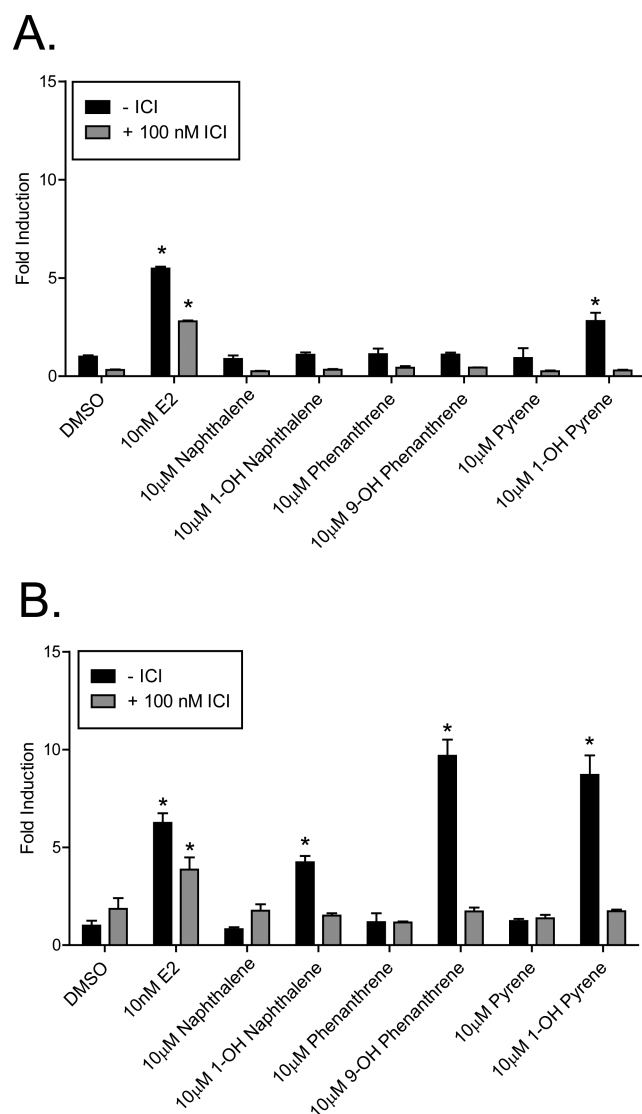 A.
15
10
5
0
Fold Induction
- ICI
+ 100 nM ICI
*
*
*
DMSO
10nM E2
10µM Naphthalene
10µM 1-OH Naphthalene
10µM Phenanthrene
10µM 9-OH Phenanthrene
10µM Pyrene
10µM 1-OH Pyrene
B.
15
10
5
0
Fold Induction
- ICI
+ 100 nM ICI
*
*
*
*
*
DMSO
10nM E2
10µM Naphthalene
10µM 1-OH Naphthalene
10µM Phenanthrene
10µM 9-OH Phenanthrene
10µM Pyrene
10µM 1-OH Pyrene